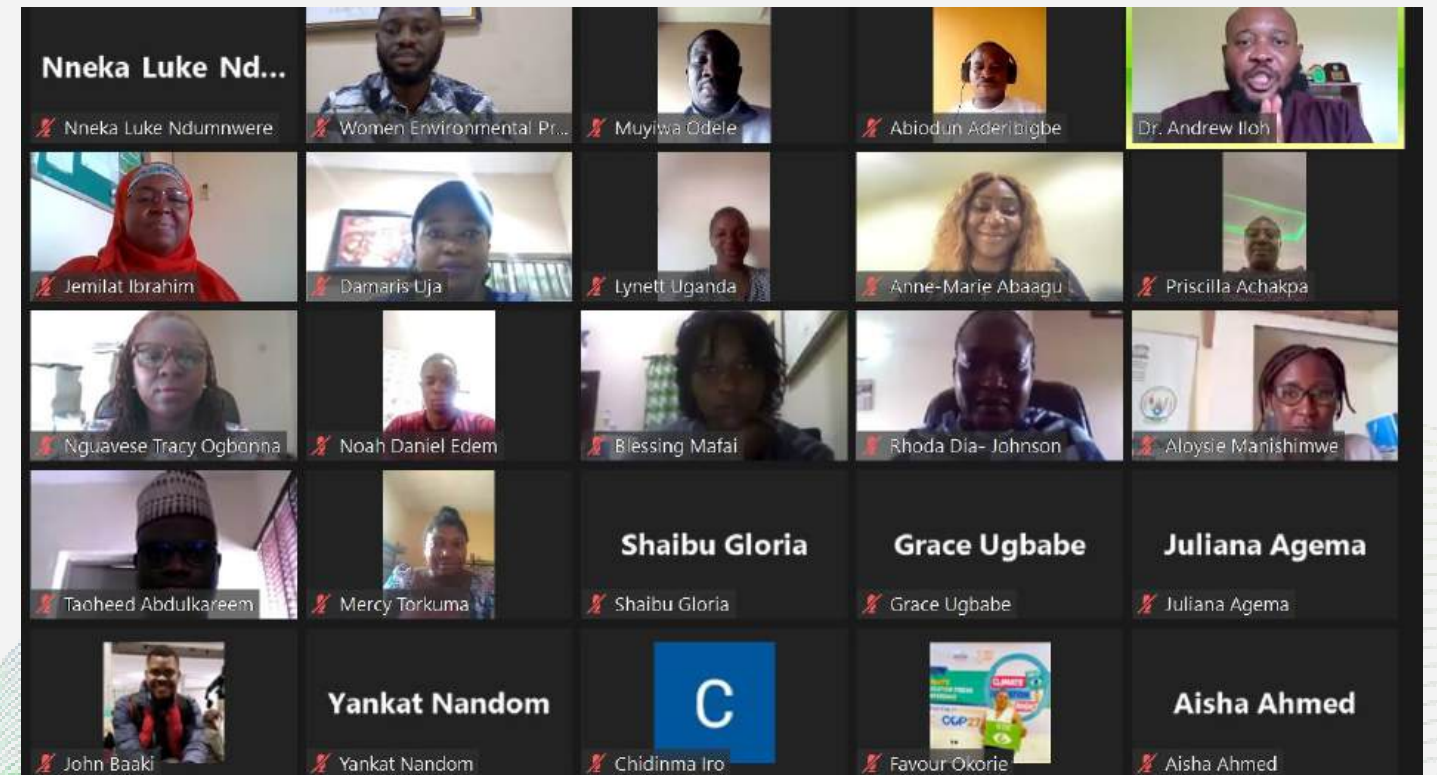 Nneka Luke Nd...
Nneka Luke Ndumnwere
Women Environmental Pr...
Muyiwa Odele
Abiodun Aderibigbe
Dr. Andrew Iloh
Jemilat Ibrahim
Damaris Uja
Lynett Uganda
Anne-Marie Abaagu
Priscilla Achakpa
Nguavese Tracy Ogbonna
Noah Daniel Edem
Blessing Mafai
Rhoda Dia- Johnson
Aloysie Manishimwe
Taoheed Abdulkareem
Mercy Torkuma
Shaibu Gloria
Shaibu Gloria
Grace Ugbabe
Grace Ugbabe
Juliana Agema
Juliana Agema
John Baaki
Yankat Nandom
Yankat Nandom
C
Chidinma Iro
CLIMATE
COP27
Favour Okorie
Aisha Ahmed
Aisha Ahmed